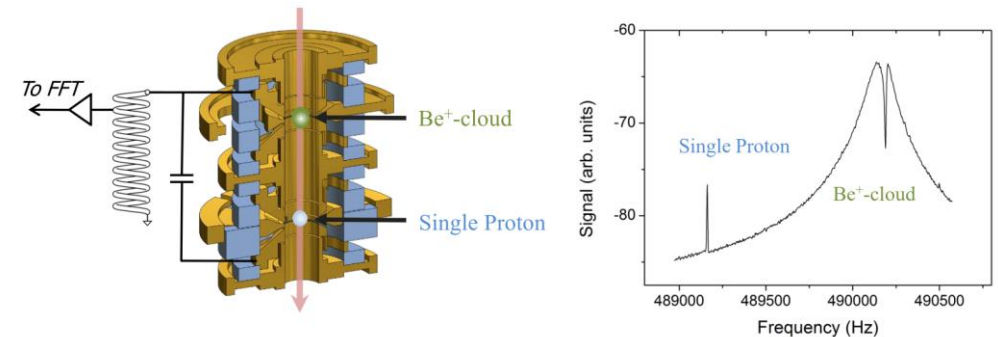 To FFT
Be⁺-cloud
Single Proton
-60
-70
-80
Signal (arb. units)
Single Proton
Be⁺-cloud
489000 489500 490000 490500
Frequency (Hz)